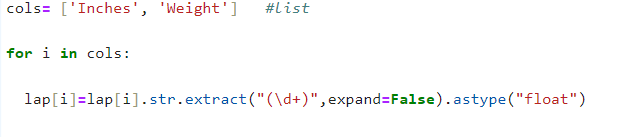 cols= ['Inches', 'Weight']   #list
for i in cols:
  lap[i]=lap[i].str.extract("(\d+)",expand=False).astype("float")